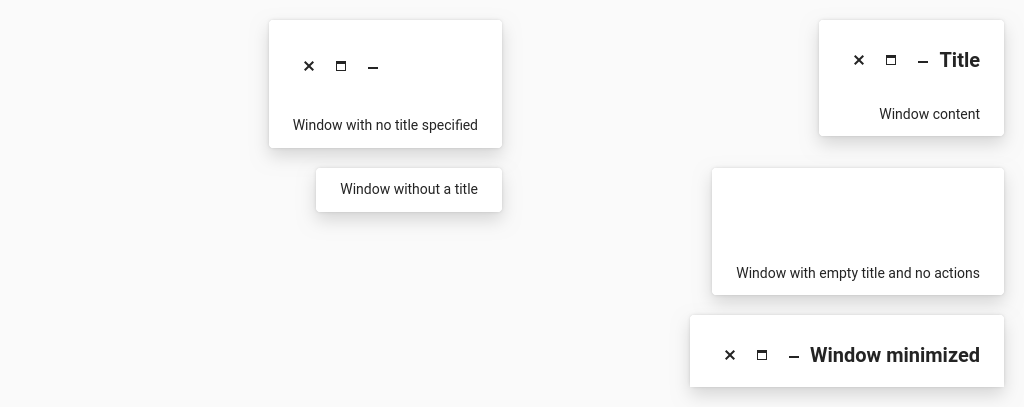 Title
Window content
Window with no title specified
Window with empty title and no actions
Window without a title
Window minimized